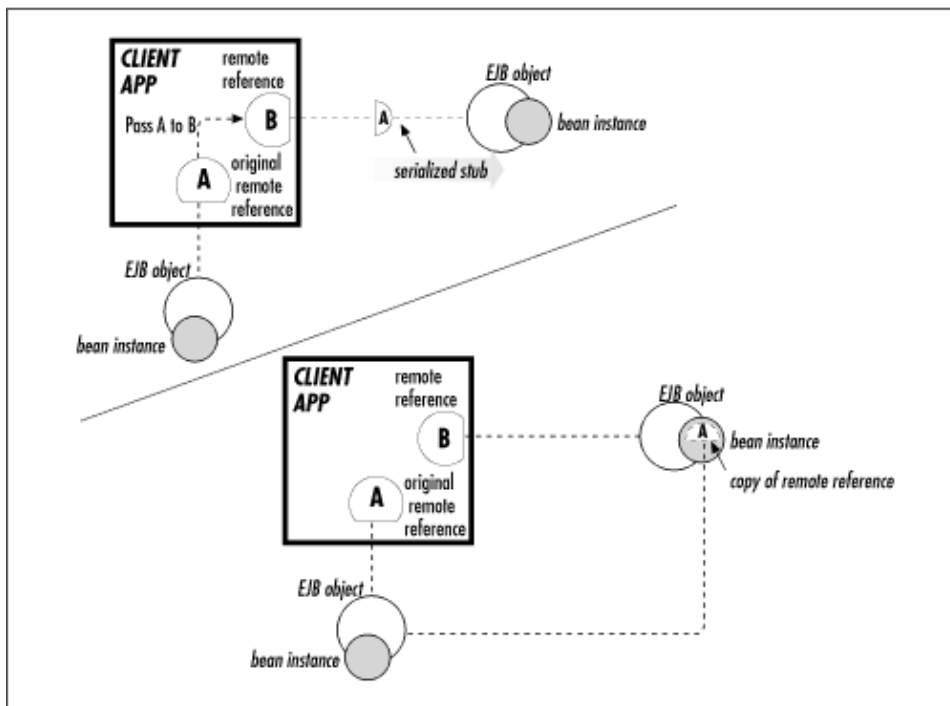 CLIENT
APP
remote
reference
B
Pass A to B
A
original
remote
reference
A
serialized stub
EJB object
bean instance
EJB object
bean instance
CLIENT
APP
remote
reference
B
A
original
remote
reference
EJB object
A
bean instance
copy of remote reference
EJB object
bean instance